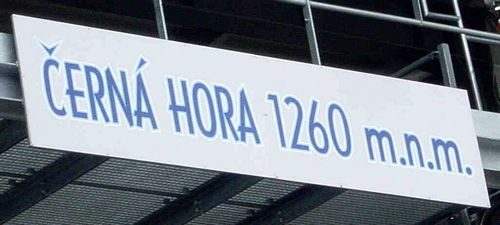 ČERNÁ HORA 1260 m.n.m.